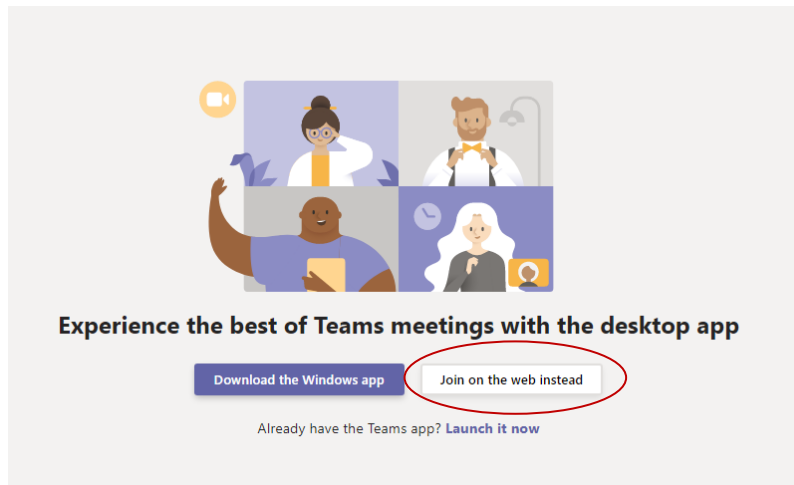 Experience the best of Teams meetings with the desktop app
Download the Windows app
Join on the web instead
Already have the Teams app? Launch it now